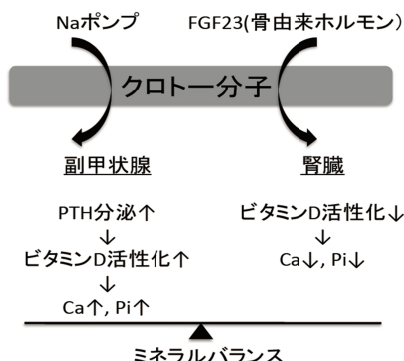 Naポンプ
FGF23(骨由来ホルモン）
クロトー分子
副甲状腺
PTH分泌↑
↓
ビタミンD活性化↑
↓
Ca↑, Pi↑
腎臓
ビタミンD活性化↓
↓
Ca↓, Pi↓
ミネラルバランス